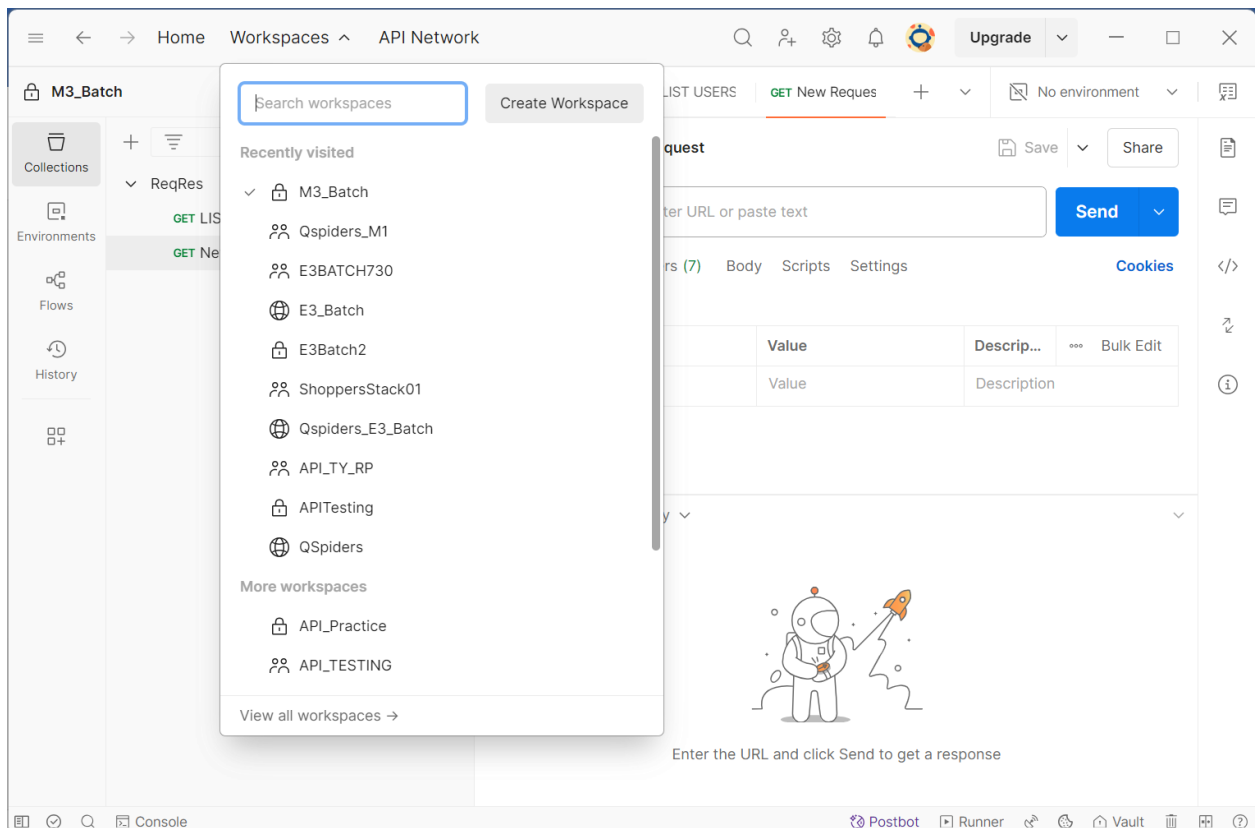 Home Workspaces API Network Upgrade
M3_Batch
Search workspaces Create Workspace
LIST USERS GET New Reques No environment
Collections
Environments
Flows
History
ReqRes
GET LIS
GET Ne
Recently visited
M3_Batch
Qspiders_M1
E3BATCH730
E3_Batch
E3Batch2
ShoppersStack01
Qspiders_E3_Batch
API_TY_RP
APITesting
QSpiders
More workspaces
API_Practice
API_TESTING
View all workspaces →
quest Save Share
ter URL or paste text Send
rs (7) Body Scripts Settings Cookies
Value Descrip... Bulk Edit
Value Description
y
Enter the URL and click Send to get a response
Console Postbot Runner Vault